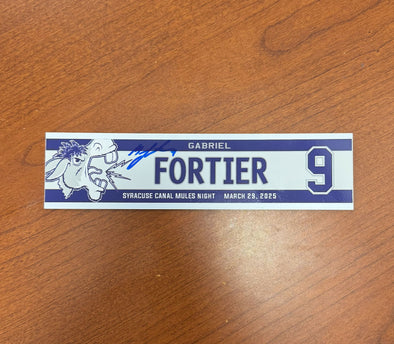 GABRIEL
FORTIER
9
SYRACUSE CANAL MULES NIGHT MARCH 29, 2025